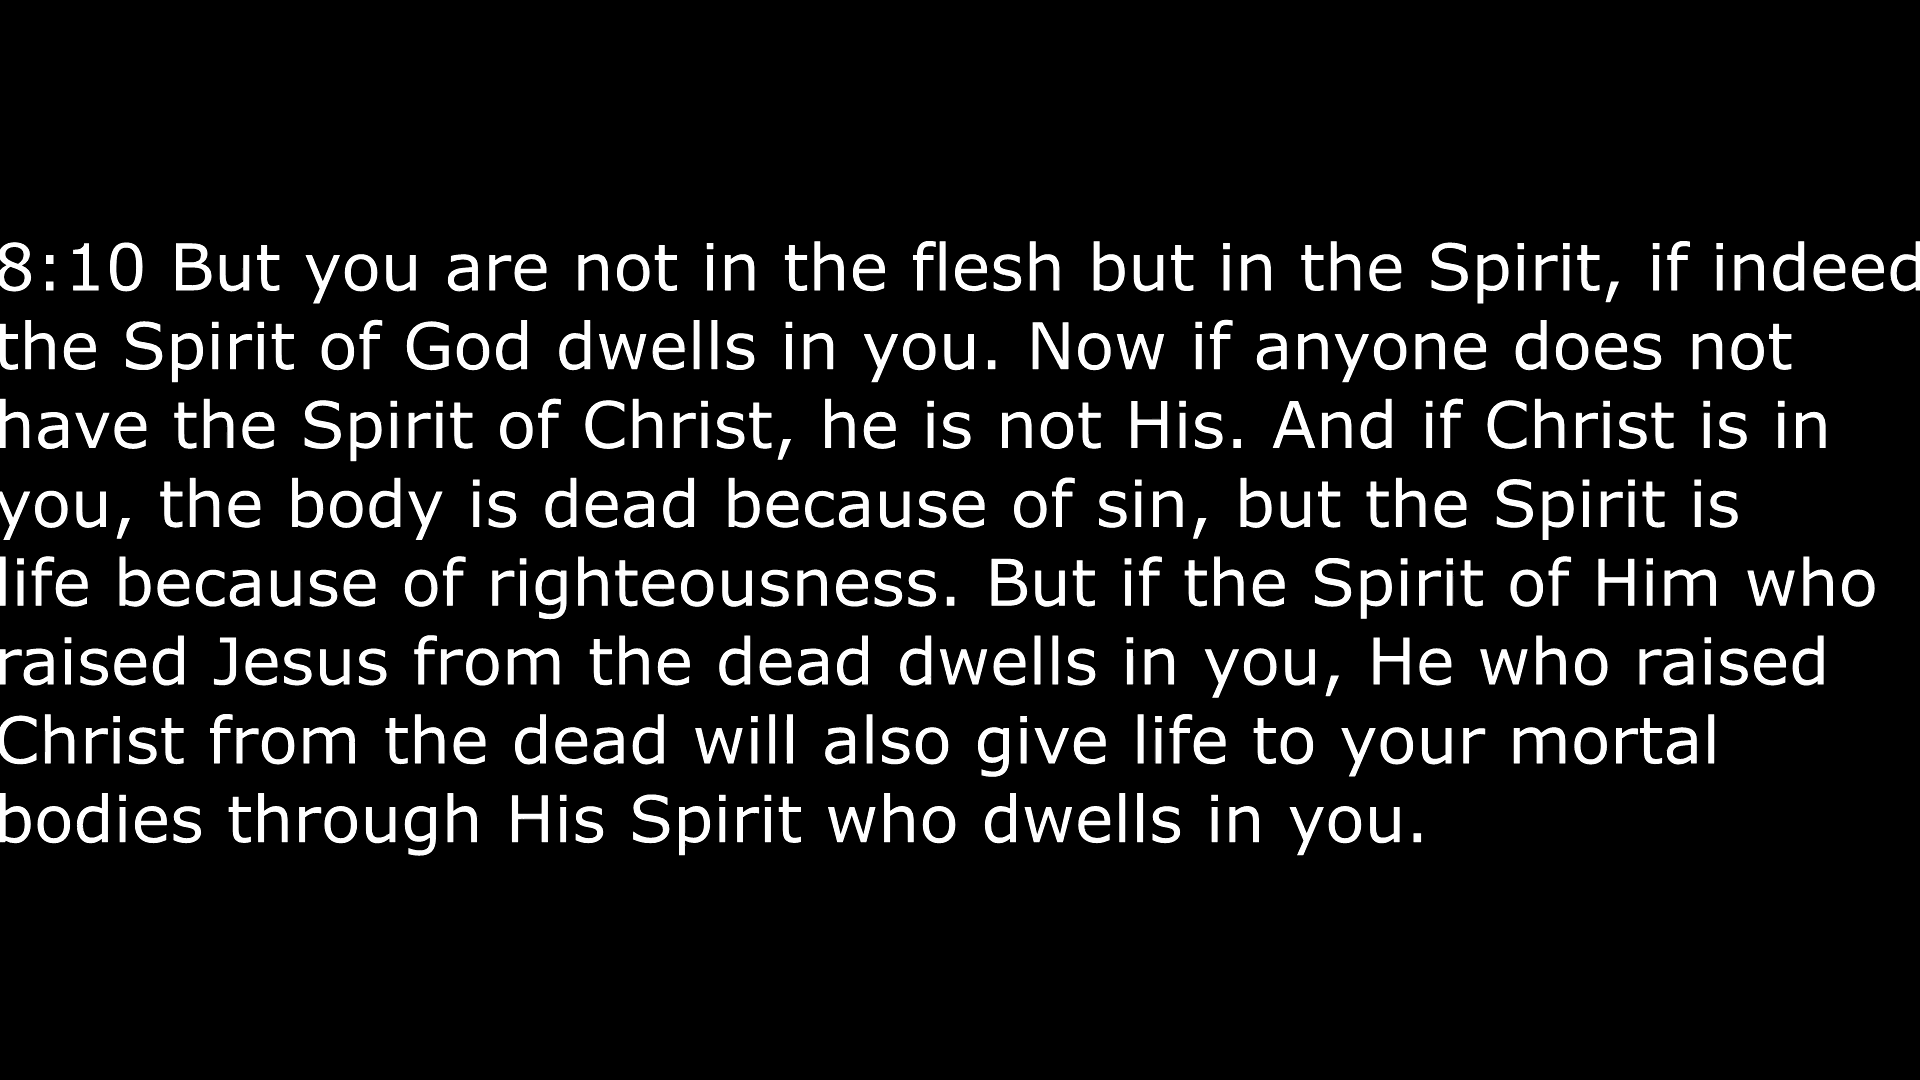 8:10 But you are not in the flesh but in the Spirit, if indeed
the Spirit of God dwells in you. Now if anyone does not
have the Spirit of Christ, he is not His. And if Christ is in
you, the body is dead because of sin, but the Spirit is
life because of righteousness. But if the Spirit of Him who
raised Jesus from the dead dwells in you, He who raised
Christ from the dead will also give life to your mortal
bodies through His Spirit who dwells in you.